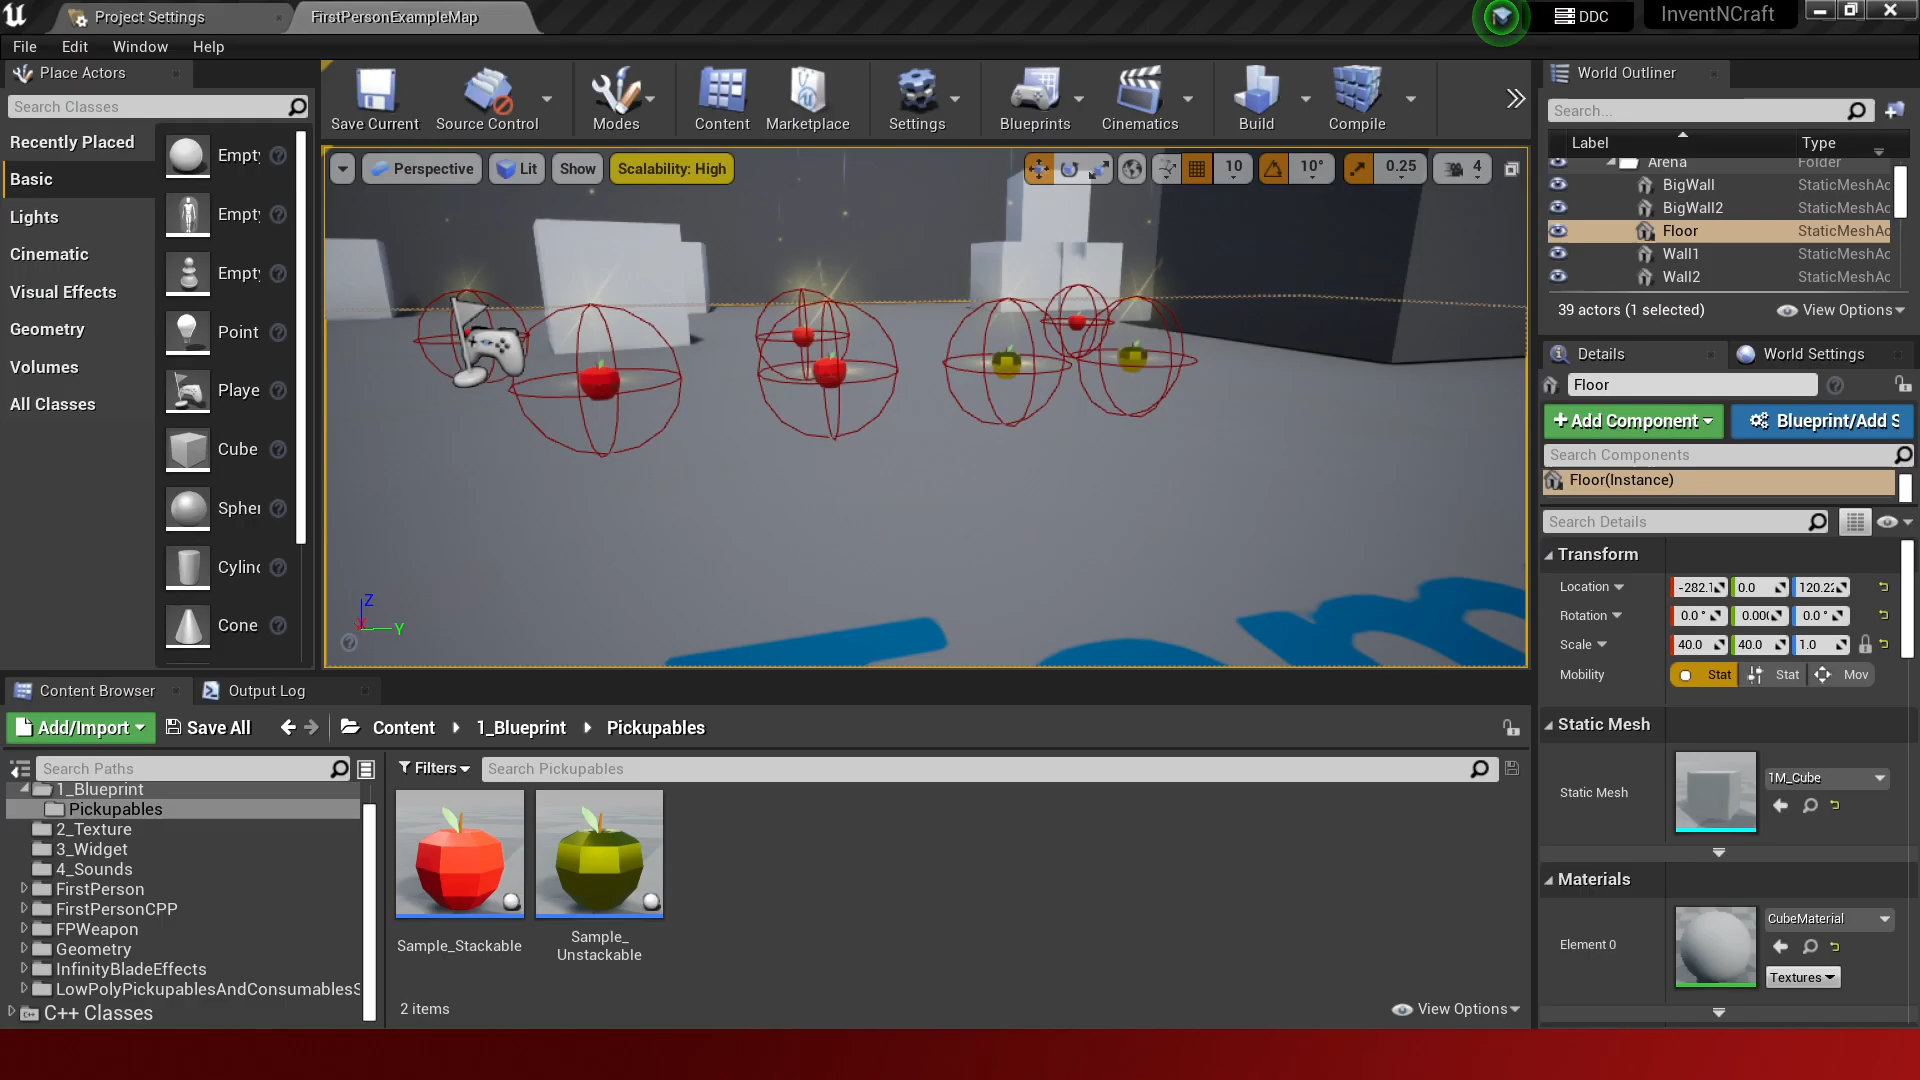 Project Settings
FirstPersonExampleMap
DDC
InventNCraft
File Edit Window Help
Place Actors
Search Classes
Recently Placed
Basic
Lights
Cinematic
Visual Effects
Geometry
Volumes
All Classes
Empty
Empty
Empty
Point
Playe
Cube
Spher
Cylind
Cone
Save Current
Source Control
Modes
Content
Marketplace
Settings
Blueprints
Cinematics
Build
Compile
Perspective
Lit
Show
Scalability: High
10
10°
0.25
4
Z
X
Y
World Outliner
Search...
Label Type
Arena Folder
BigWall StaticMeshAc
BigWall2 StaticMeshAc
Floor StaticMeshAc
Wall1 StaticMeshAc
Wall2 StaticMeshAc
39 actors (1 selected) View Options
Details
World Settings
Floor
+Add Component
Blueprint/Add S
Search Components
Floor(Instance)
Search Details
Transform
Location -282.1 0.0 120.22
Rotation 0.0° 0.00 0.0°
Scale 40.0 40.0 1.0
Mobility Stat Stat Mov
Static Mesh
Static Mesh 1M_Cube
Materials
Element 0 CubeMaterial
Textures
Content Browser
Output Log
Add/Import
Save All
Content
1_Blueprint
Pickupables
Search Paths
Filters
Search Pickupables
1_Blueprint
Pickupables
2_Texture
3_Widget
4_Sounds
FirstPerson
FirstPersonCPP
FPWeapon
Geometry
InfinityBladeEffects
LowPolyPickupablesAndConsumablesS
C++ Classes
Sample_Stackable
Sample_
Unstackable
2 items
View Options